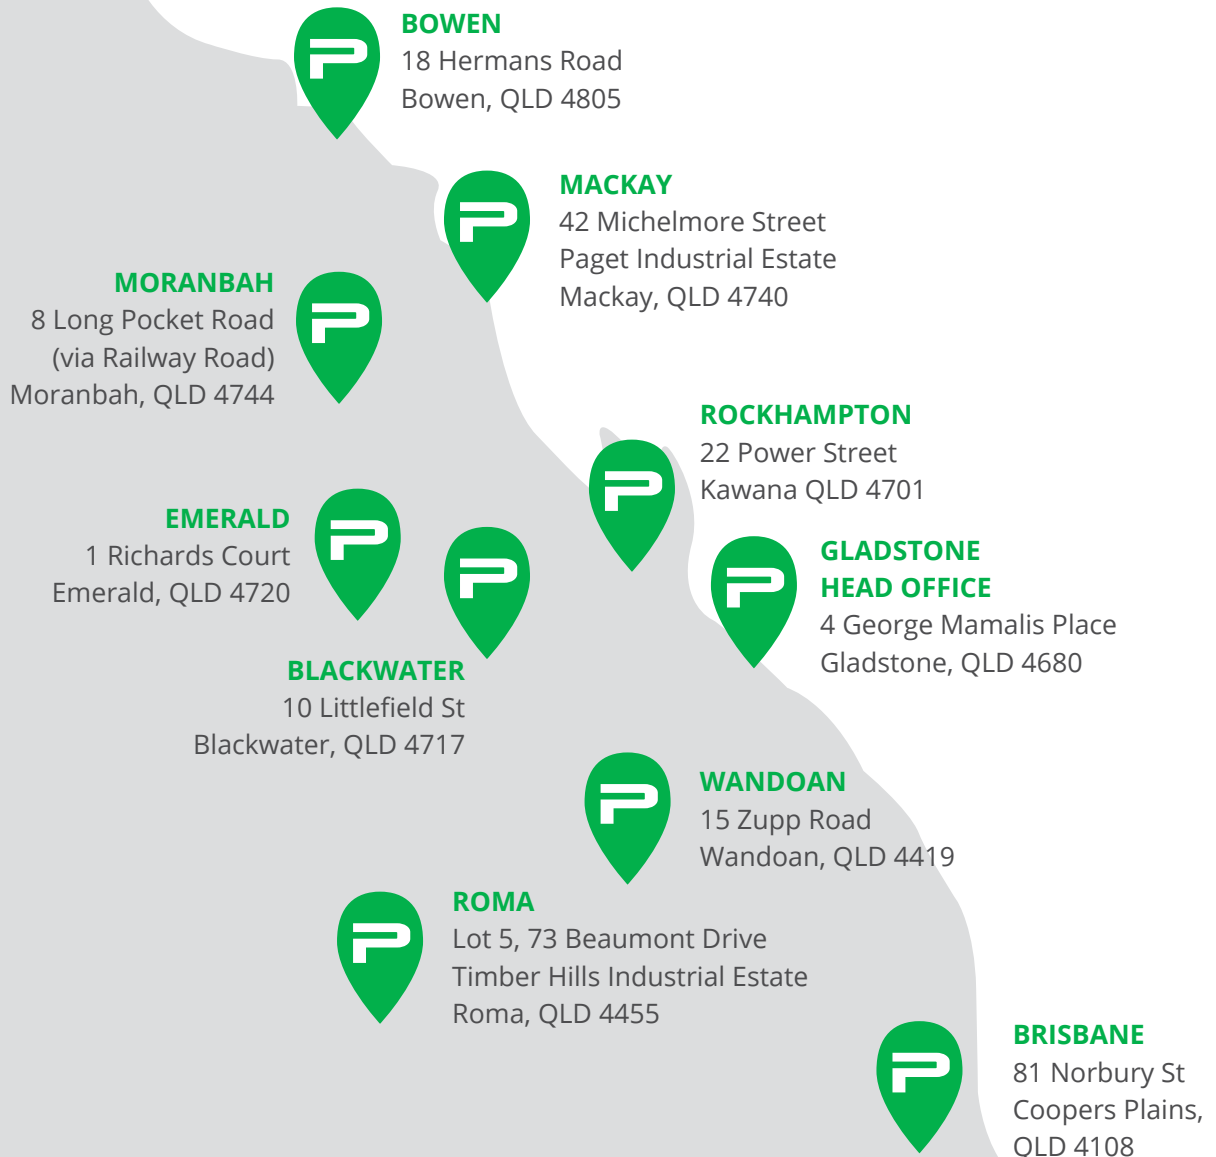 BOWEN
18 Hermans Road
Bowen, QLD 4805
MACKAY
42 Michelmore Street
Paget Industrial Estate
Mackay, QLD 4740
MORANBAH
8 Long Pocket Road
(via Railway Road)
Moranbah, QLD 4744
ROCKHAMPTON
22 Power Street
Kawana QLD 4701
EMERALD
1 Richards Court
Emerald, QLD 4720
GLADSTONE
HEAD OFFICE
4 George Mamalis Place
Gladstone, QLD 4680
BLACKWATER
10 Littlefield St
Blackwater, QLD 4717
WANDOAN
15 Zupp Road
Wandoan, QLD 4419
ROMA
Lot 5, 73 Beaumont Drive
Timber Hills Industrial Estate
Roma, QLD 4455
BRISBANE
81 Norbury St
Coopers Plains,
QLD 4108